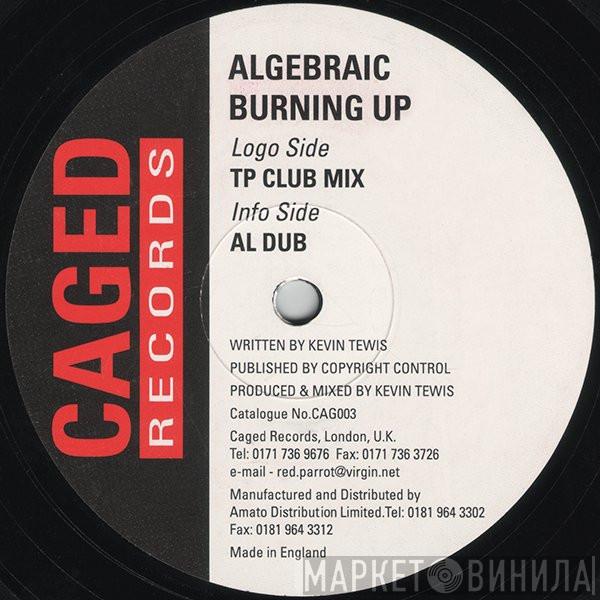 CAGED
RECORDS
ALGEBRAIC
BURNING UP
Logo Side
TP CLUB MIX
Info Side
AL DUB
WRITTEN BY KEVIN TEWIS
PUBLISHED BY COPYRIGHT CONTROL
PRODUCED & MIXED BY KEVIN TEWIS
Catalogue No.CAG003
Caged Records, London, U.K.
Tel: 0171 736 9676 Fax: 0171 736 3726
e-mail - red.parrot@virgin.net
Manufactured and Distributed by
Amato Distribution Limited.Tel: 0181 964 3302
Fax: 0181 964 3312
Made in England
МАРКЕТ ВИНИЛА